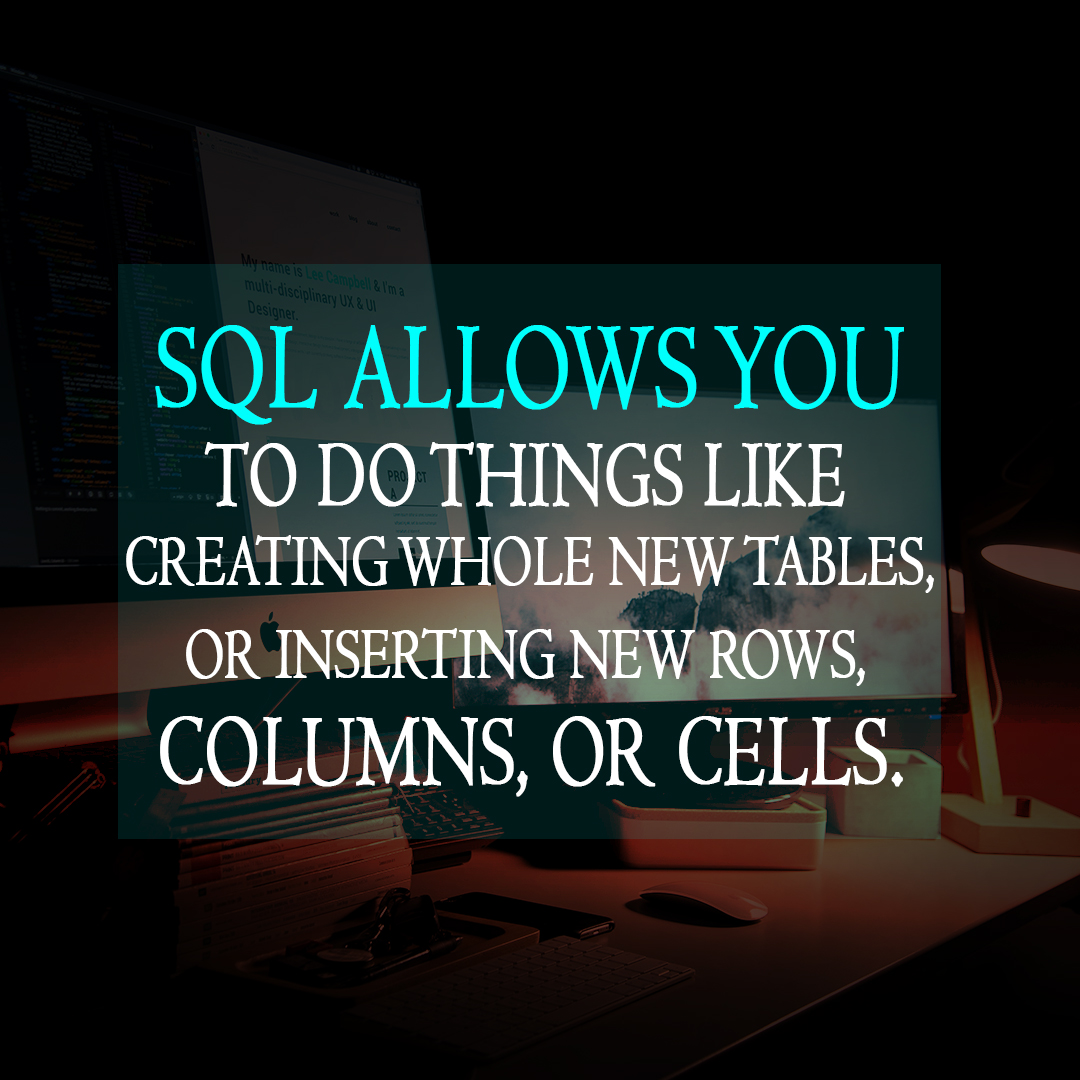 My name is Lee Campbell & I'm a
multi-disciplinary UX & UI
Designer.
SQL ALLOWS YOU
TO DO THINGS LIKE
PROJECT
A
CREATING WHOLE NEW TABLES,
OR INSERTING NEW ROWS,
COLUMNS, OR CELLS.